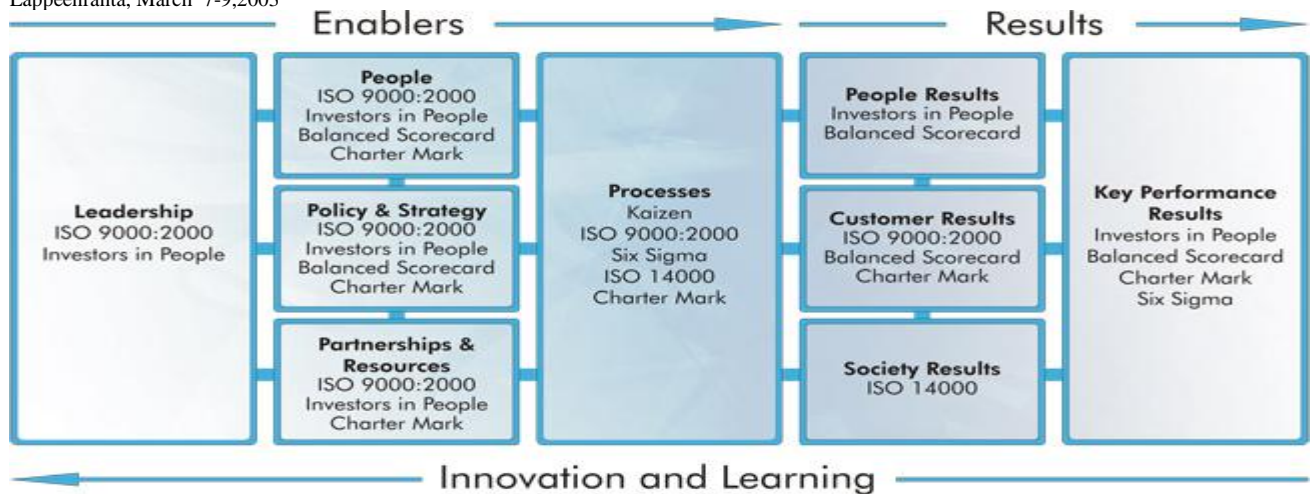 Lappeenranta, March 7-9,2005
Enablers
Results
Leadership
ISO 9000:2000
Investors in People
People
ISO 9000:2000
Investors in People
Balanced Scorecard
Charter Mark
Policy & Strategy
ISO 9000:2000
Investors in People
Balanced Scorecard
Charter Mark
Partnerships &
Resources
ISO 9000:2000
Investors in People
Charter Mark
Processes
Kaizen
ISO 9000:2000
Six Sigma
ISO 14000
Charter Mark
People Results
Investors in People
Balanced Scorecard
Customer Results
ISO 9000:2000
Balanced Scorecard
Charter Mark
Society Results
ISO 14000
Key Performance
Results
Investors in People
Balanced Scorecard
Charter Mark
Six Sigma
Innovation and Learning